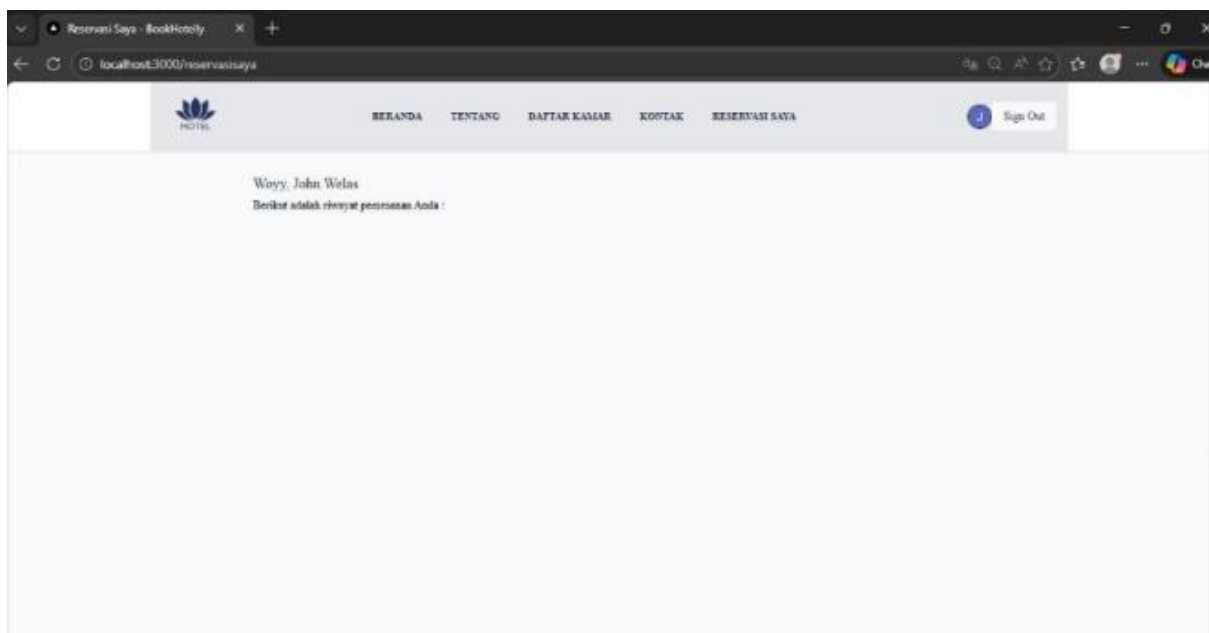 Reservasi Saya - BookHotelly
localhost:3000/reservasisaya
HOTEL
BERANDA TENTANG DAFTAR KAMAR KONTAK RESERVASI SAYA
J Sign Out
Woyy, John Welas
Berikut adalah riwayat pemesanan Anda :